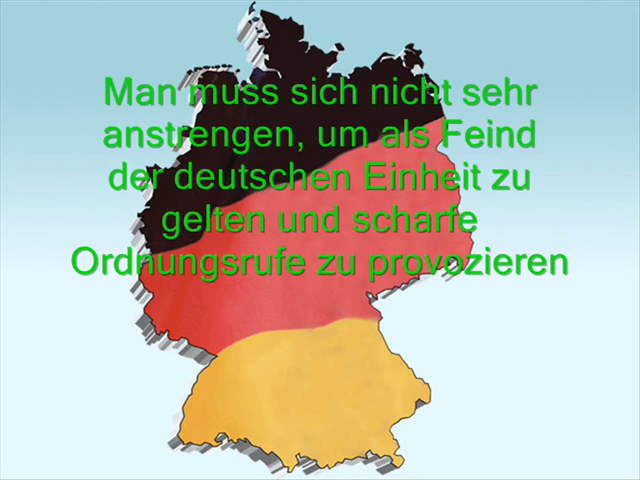 Man muss sich nicht sehr
anstrengen, um als Feind
der deutschen Einheit zu
gelten und scharfe
Ordnungsrufe zu provozieren